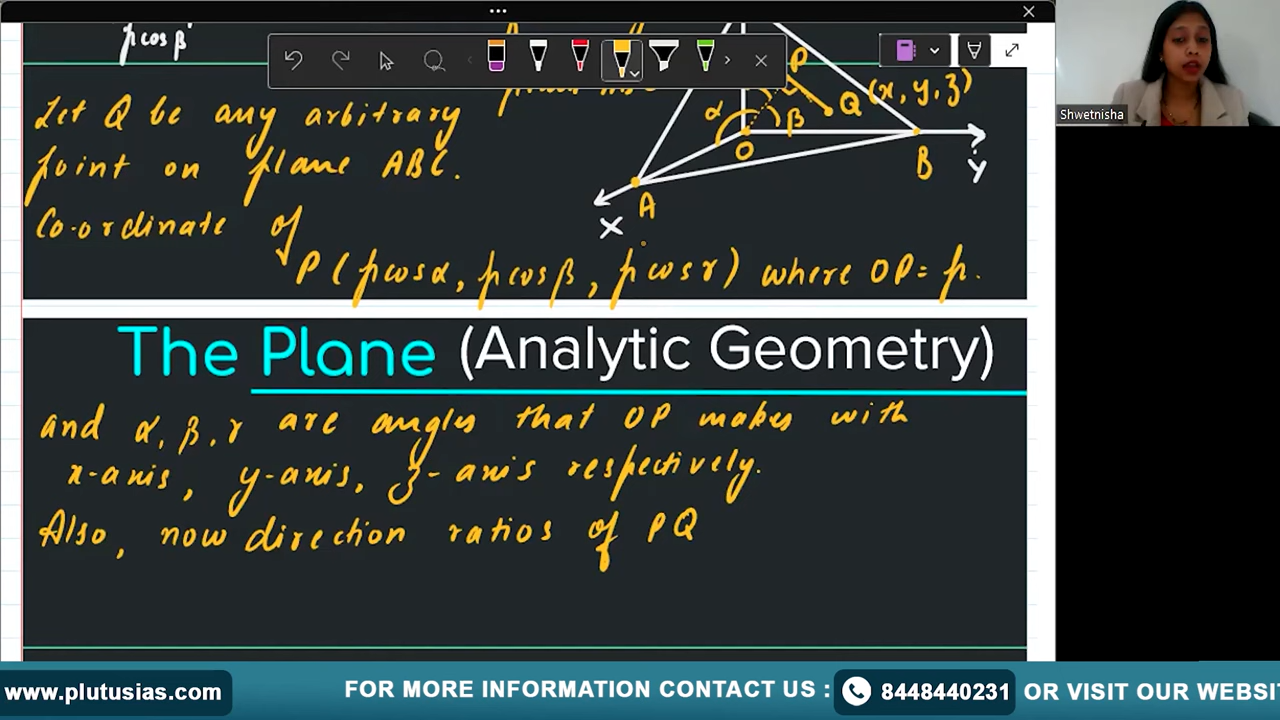 p cos β
P
Q (x, y, z)
Let Q be any arbitrary
α
β
point on plane ABC.
O
B
y
A
Co-ordinate of
X
P (p cos α, p cos β, p cos γ) where OP = p.
The Plane (Analytic Geometry)
and α, β, γ are angles that OP makes with
x-axis, y-axis, z-axis respectively.
Also, now direction ratios of PQ
Shwetnisha
www.plutusias.com
FOR MORE INFORMATION CONTACT US : 8448440231 OR VISIT OUR WEBSI